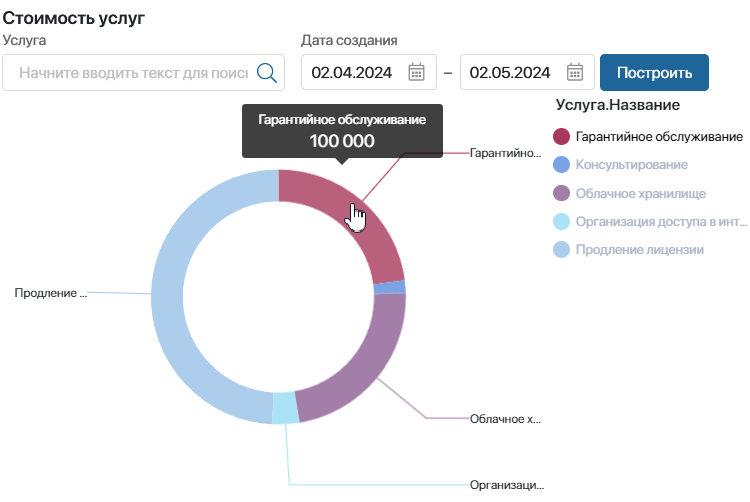 Стоимость услуг
Услуга
Дата создания
Начните вводить текст для поиск
02.04.2024
–
02.05.2024
Построить
Услуга.Название
Гарантийное обслуживание
100 000
Гарантийное обслуживание
Гарантийно...
Консультирование
Облачное хранилище
Организация доступа в инт...
Продление лицензии
Продление ...
Облачное х...
Организаци...